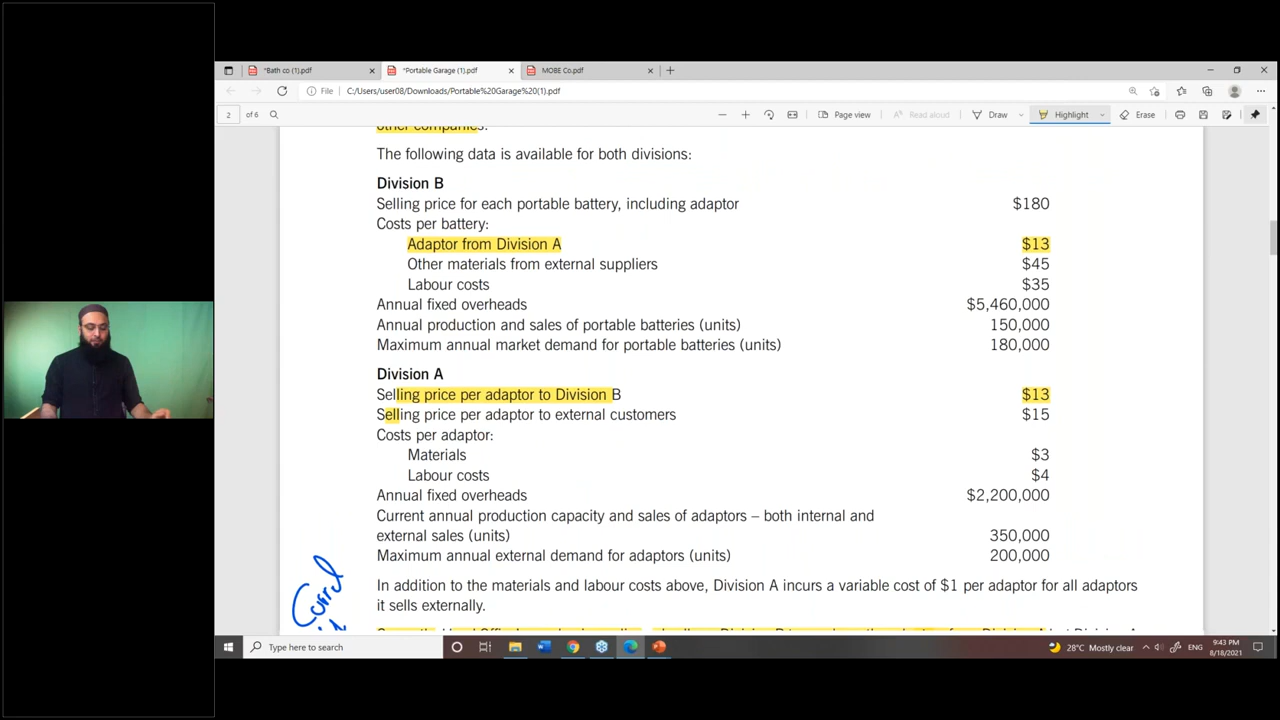 *Bath co (1).pdf
*Portable Garage (1).pdf
MOBE Co.pdf
File C:/Users/user08/Downloads/Portable%20Garage%20(1).pdf
2 of 6
Page view
Read aloud
Draw
Highlight
Erase
other companies.
The following data is available for both divisions:
Division B
Selling price for each portable battery, including adaptor $180
Costs per battery:
Adaptor from Division A $13
Other materials from external suppliers $45
Labour costs $35
Annual fixed overheads $5,460,000
Annual production and sales of portable batteries (units) 150,000
Maximum annual market demand for portable batteries (units) 180,000
Division A
Selling price per adaptor to Division B $13
Selling price per adaptor to external customers $15
Costs per adaptor:
Materials $3
Labour costs $4
Annual fixed overheads $2,200,000
Current annual production capacity and sales of adaptors – both internal and
external sales (units) 350,000
Maximum annual external demand for adaptors (units) 200,000
In addition to the materials and labour costs above, Division A incurs a variable cost of $1 per adaptor for all adaptors
it sells externally.
Type here to search
28°C Mostly clear
ENG
9:43 PM
8/18/2021